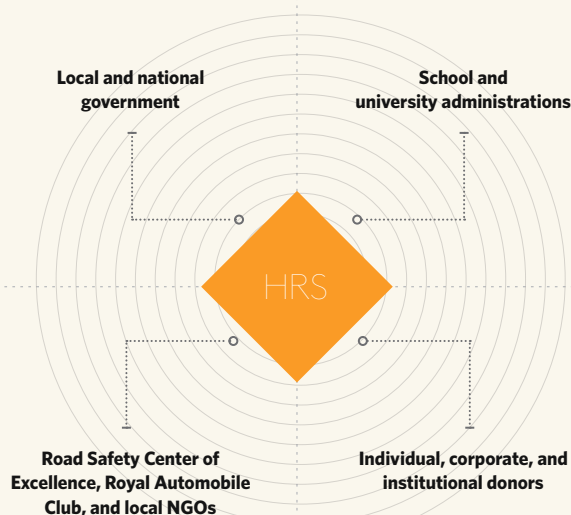 Local and national
government
School and
university administrations
HRS
Road Safety Center of
Excellence, Royal Automobile
Club, and local NGOs
Individual, corporate, and
institutional donors